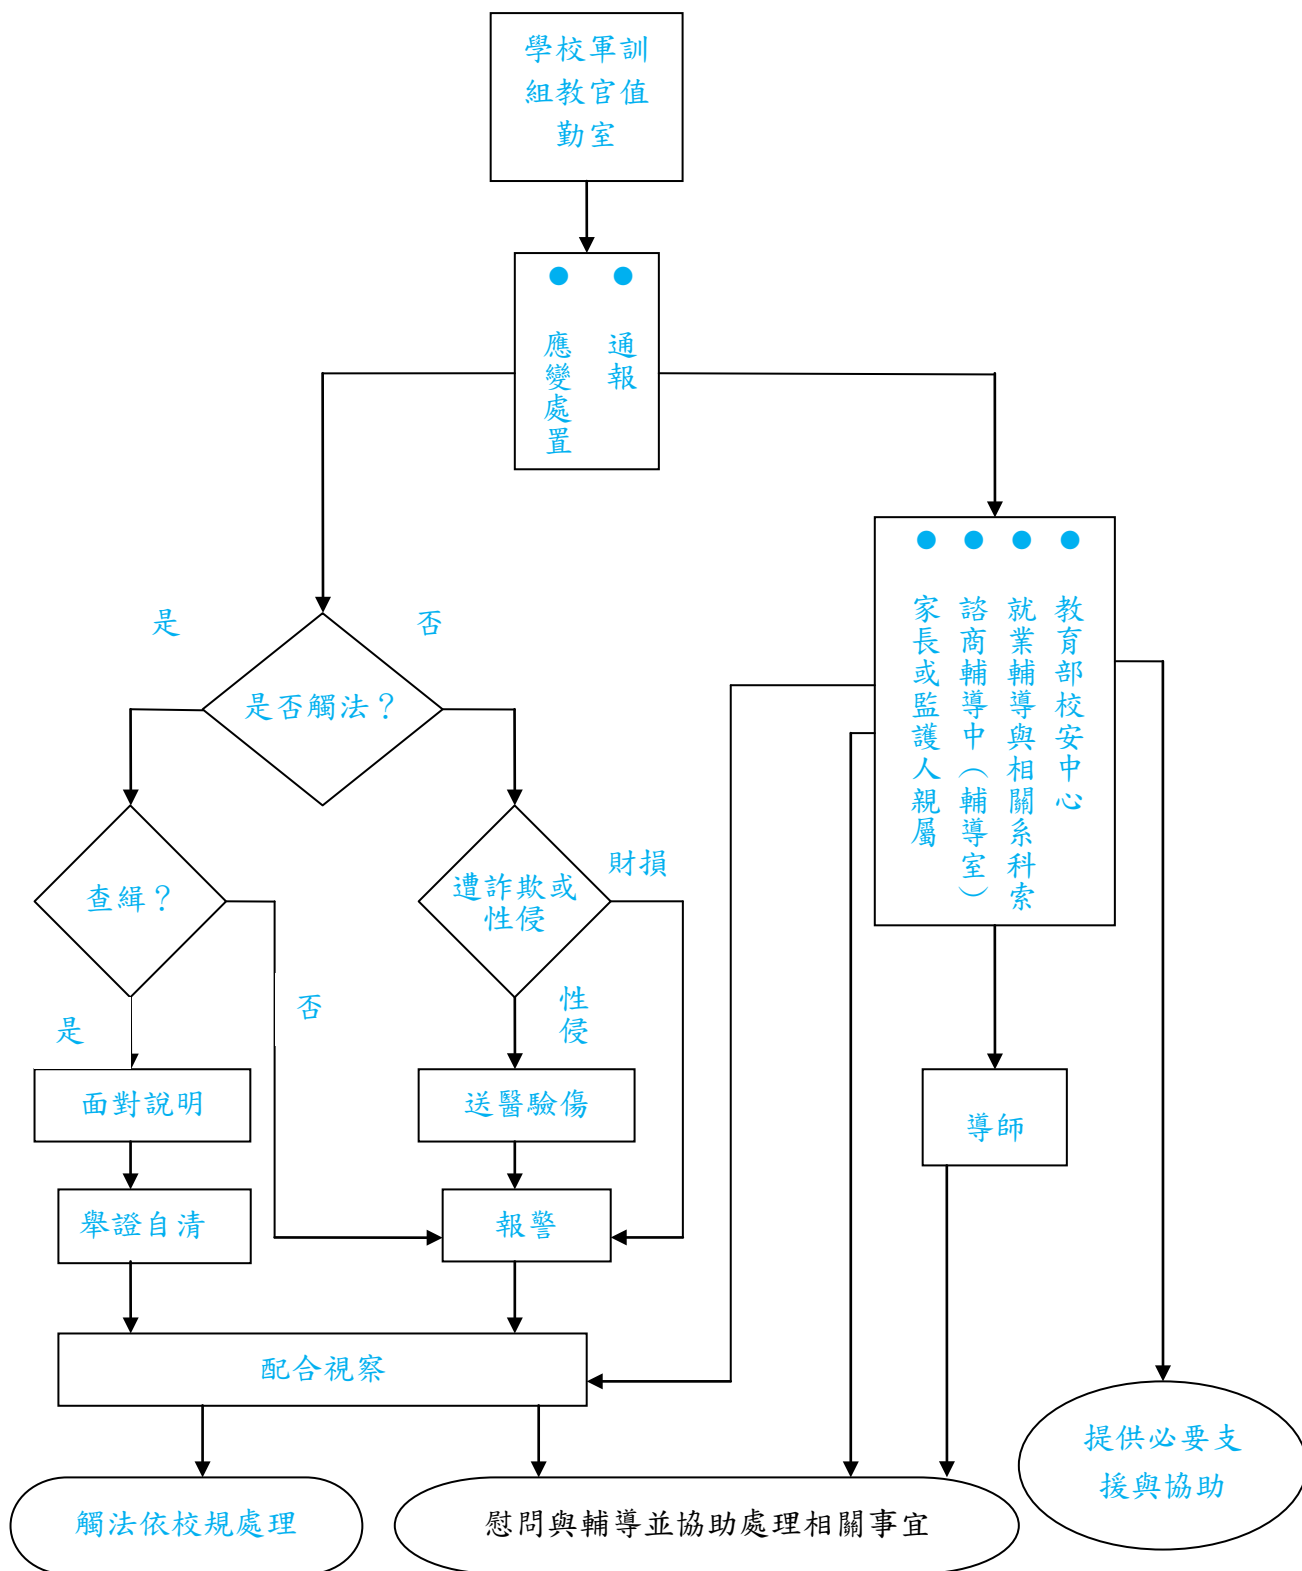 學校軍訓
組教官值
勤室
● 通報
● 應變處置
● 教育部校安中心
● 就業輔導與相關系科索
● 諮商輔導中（輔導室）
● 家長或監護人親屬
是
否
是否觸法？
查緝？
遭詐欺或
性侵
財損
是
否
性
侵
面對說明
送醫驗傷
導師
舉證自清
報警
配合視察
提供必要支
援與協助
觸法依校規處理
慰問與輔導並協助處理相關事宜